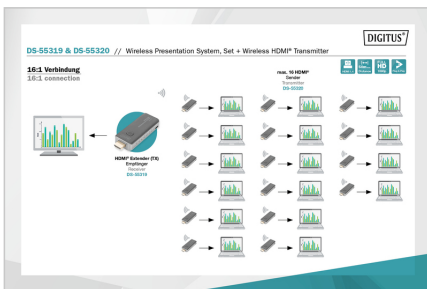 DIGITUS®
DS-55319 & DS-55320 // Wireless Presentation System, Set + Wireless HDMI® Transmitter
16:1 Verbindung
16:1 connection
max. 16 HDMI®
Sender
Transmitter
DS-55320
HDMI® Extender (TX)
Empfänger
Receiver
DS-55319
HD